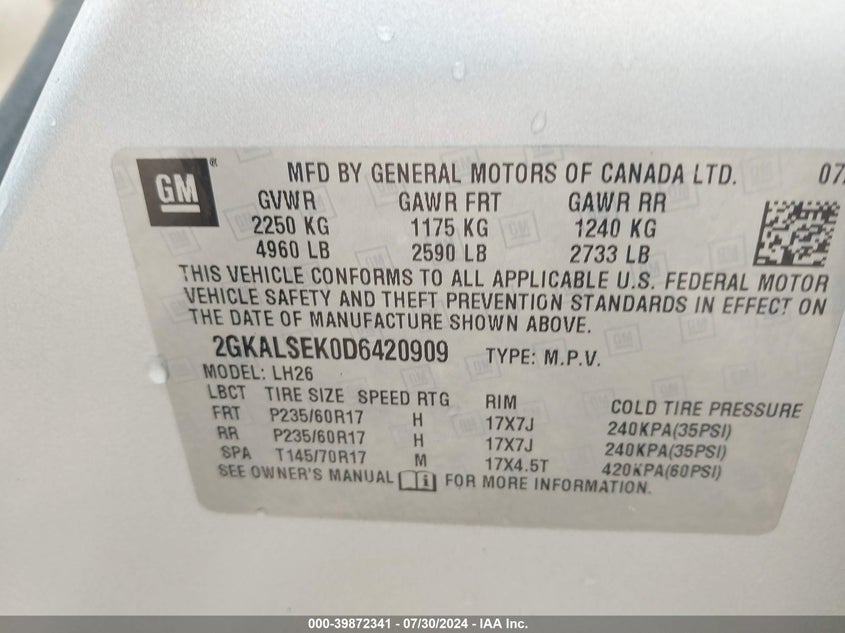 GM® MFD BY GENERAL MOTORS OF CANADA LTD. 07
GVWR GAWR FRT GAWR RR
2250 KG 1175 KG 1240 KG
4960 LB 2590 LB 2733 LB
THIS VEHICLE CONFORMS TO ALL APPLICABLE U.S. FEDERAL MOTOR
VEHICLE SAFETY AND THEFT PREVENTION STANDARDS IN EFFECT ON
THE DATE OF MANUFACTURE SHOWN ABOVE.
2GKALSEK0D6420909 TYPE: M.P.V.
MODEL: LH26
LBCT TIRE SIZE SPEED RTG RIM COLD TIRE PRESSURE
FRT P235/60R17 H 17X7J 240KPA(35PSI)
RR P235/60R17 H 17X7J 240KPA(35PSI)
SPA T145/70R17 M 17X4.5T 420KPA(60PSI)
SEE OWNER'S MANUAL FOR MORE INFORMATION.
000-39872341 / 07/30/2024 - IAA Inc.